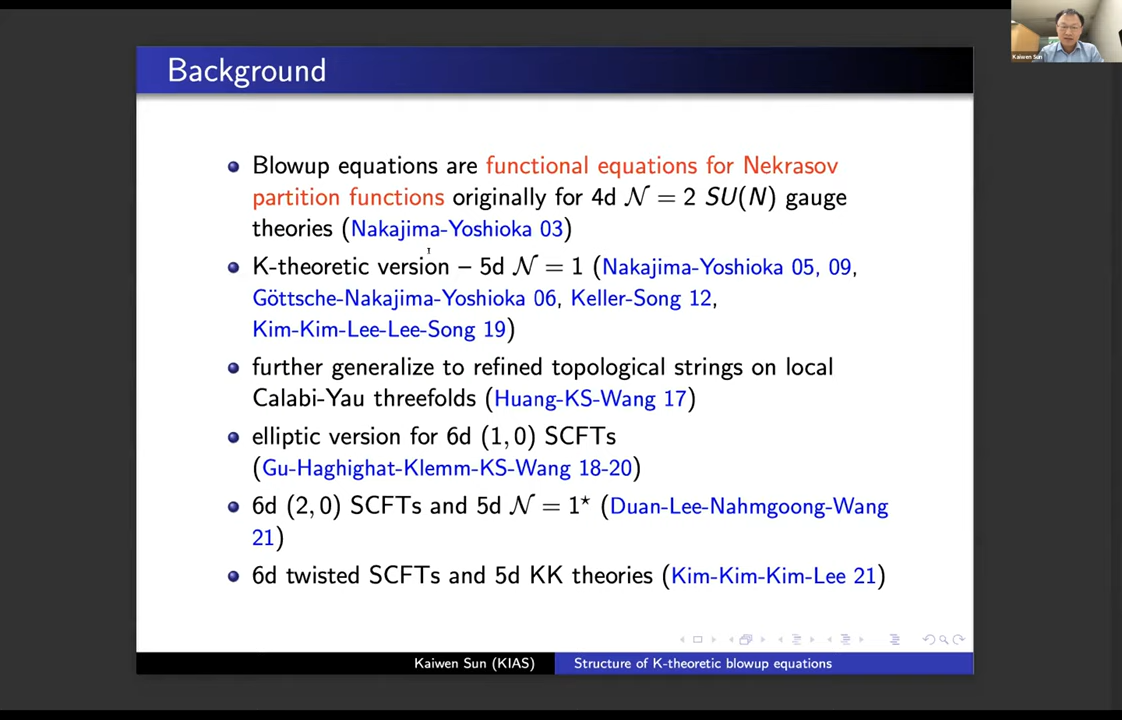 Background
Blowup equations are functional equations for Nekrasov
partition functions originally for 4d 𝒩 = 2 SU(N) gauge
theories (Nakajima-Yoshioka 03)
K-theoretic version – 5d 𝒩 = 1 (Nakajima-Yoshioka 05, 09,
Göttsche-Nakajima-Yoshioka 06, Keller-Song 12,
Kim-Kim-Lee-Lee-Song 19)
further generalize to refined topological strings on local
Calabi-Yau threefolds (Huang-KS-Wang 17)
elliptic version for 6d (1, 0) SCFTs
(Gu-Haghighat-Klemm-KS-Wang 18-20)
6d (2, 0) SCFTs and 5d 𝒩 = 1* (Duan-Lee-Nahmgoong-Wang
21)
6d twisted SCFTs and 5d KK theories (Kim-Kim-Kim-Lee 21)
Kaiwen Sun (KIAS) Structure of K-theoretic blowup equations
Kaiwen Sun